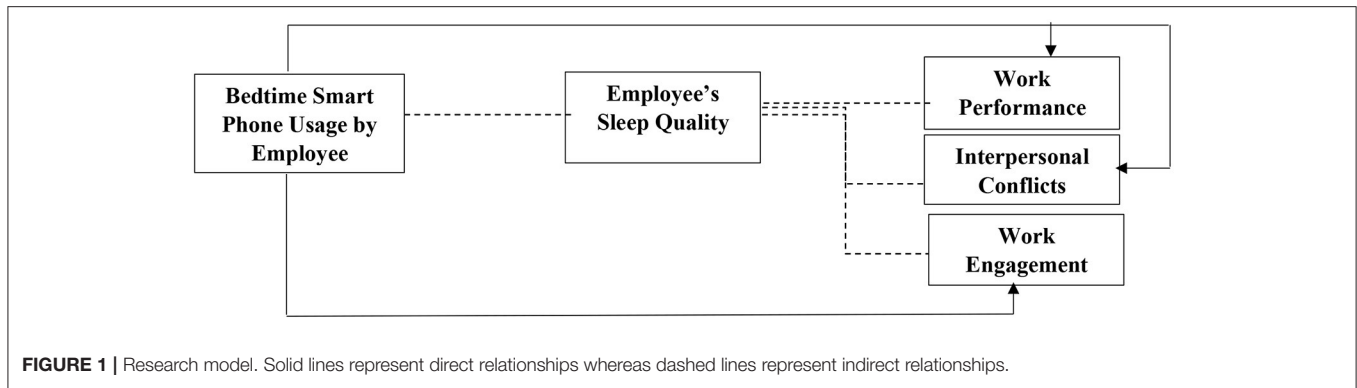 Bedtime Smart
Phone Usage by
Employee
Employee's
Sleep Quality
Work
Performance
Interpersonal
Conflicts
Work
Engagement
FIGURE 1 | Research model. Solid lines represent direct relationships whereas dashed lines represent indirect relationships.